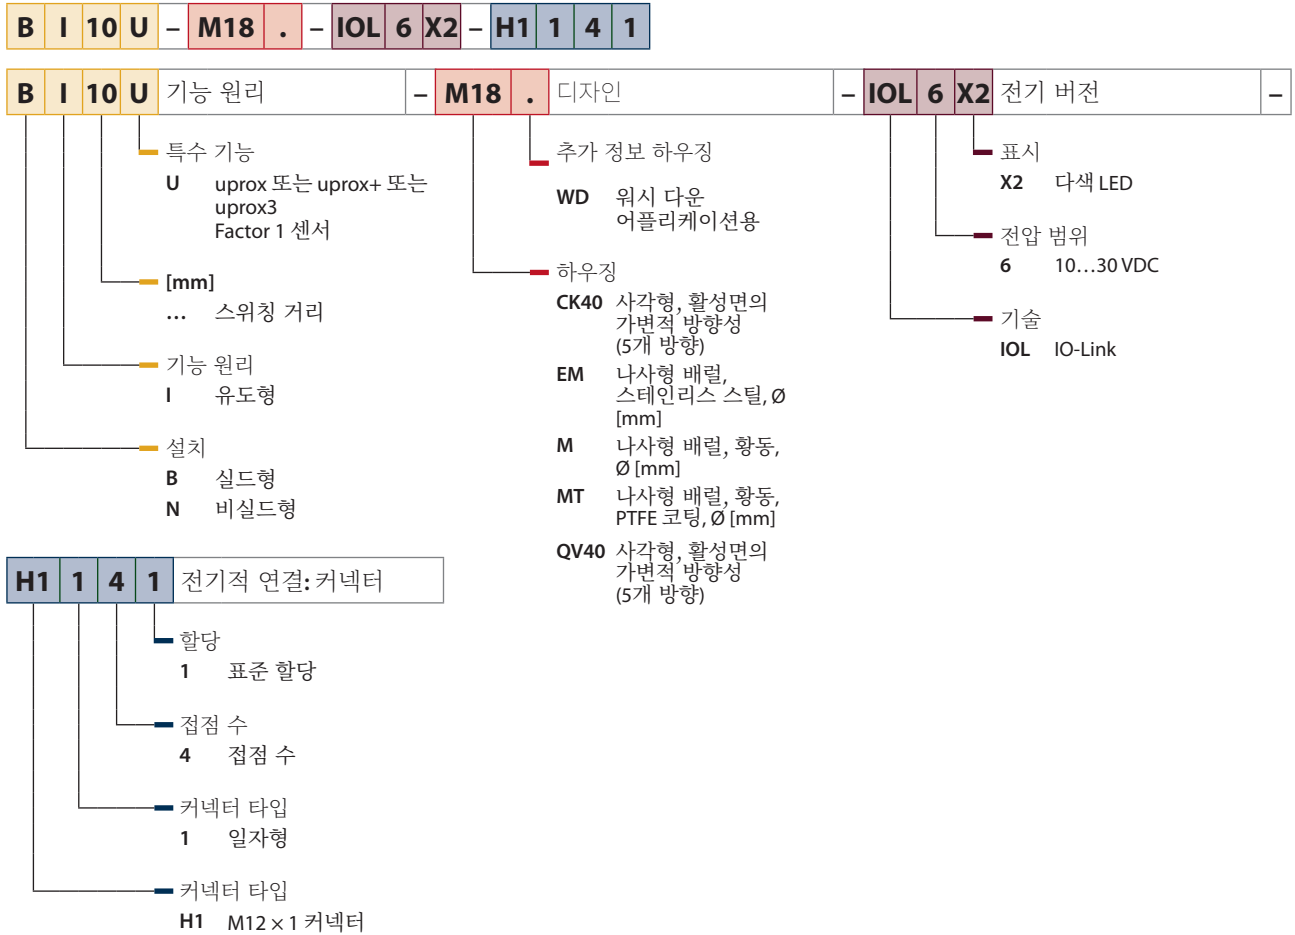 B I 10 U – M18 . – IOL 6 X2 – H1 1 4 1
B I 10 U 기능 원리 – M18 . 디자인 – IOL 6 X2 전기 버전 –
특수 기능
U uprox 또는 uprox+ 또는
uprox3
Factor 1 센서
[mm]
… 스위칭 거리
기능 원리
I 유도형
설치
B 실드형
N 비실드형
추가 정보 하우징
WD 워시 다운
어플리케이션용
하우징
CK40 사각형, 활성면의
가변적 방향성
(5개 방향)
EM 나사형 배럴,
스테인리스 스틸, Ø
[mm]
M 나사형 배럴, 황동,
Ø [mm]
MT 나사형 배럴, 황동,
PTFE 코팅, Ø [mm]
QV40 사각형, 활성면의
가변적 방향성
(5개 방향)
표시
X2 다색 LED
전압 범위
6 10…30 VDC
기술
IOL IO-Link
H1 1 4 1 전기적 연결: 커넥터
할당
1 표준 할당
접점 수
4 접점 수
커넥터 타입
1 일자형
커넥터 타입
H1 M12 × 1 커넥터